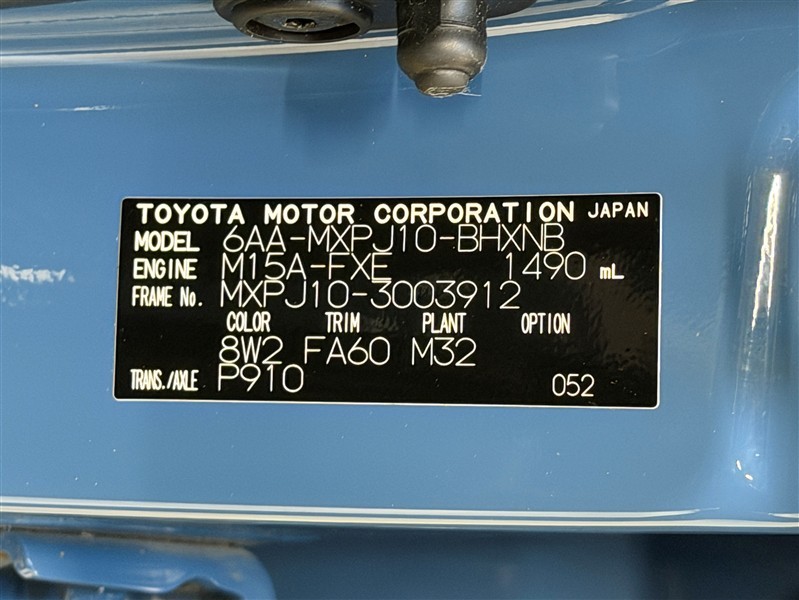 TOYOTA MOTOR CORPORATION JAPAN
MODEL 6AA-MXPJ10-BHXNB
ENGINE M15A-FXE 1490 mL
FRAME No. MXPJ10-3003912
COLOR TRIM PLANT OPTION
8W2 FA60 M32
TRANS./AXLE P910 052